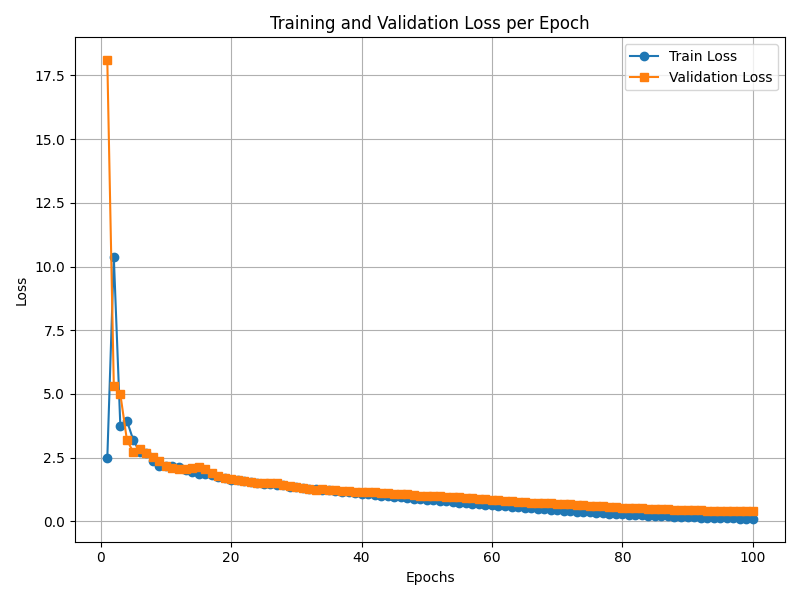 Training and Validation Loss per Epoch
Train Loss
Validation Loss
17.5
15.0
12.5
10.0
7.5
5.0
2.5
0.0
Loss
0 20 40 60 80 100
Epochs